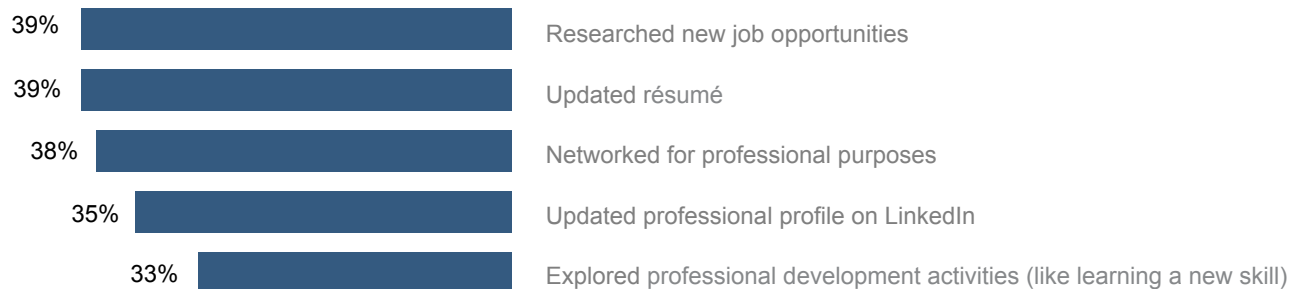 39% Researched new job opportunities
39% Updated résumé
38% Networked for professional purposes
35% Updated professional profile on LinkedIn
33% Explored professional development activities (like learning a new skill)